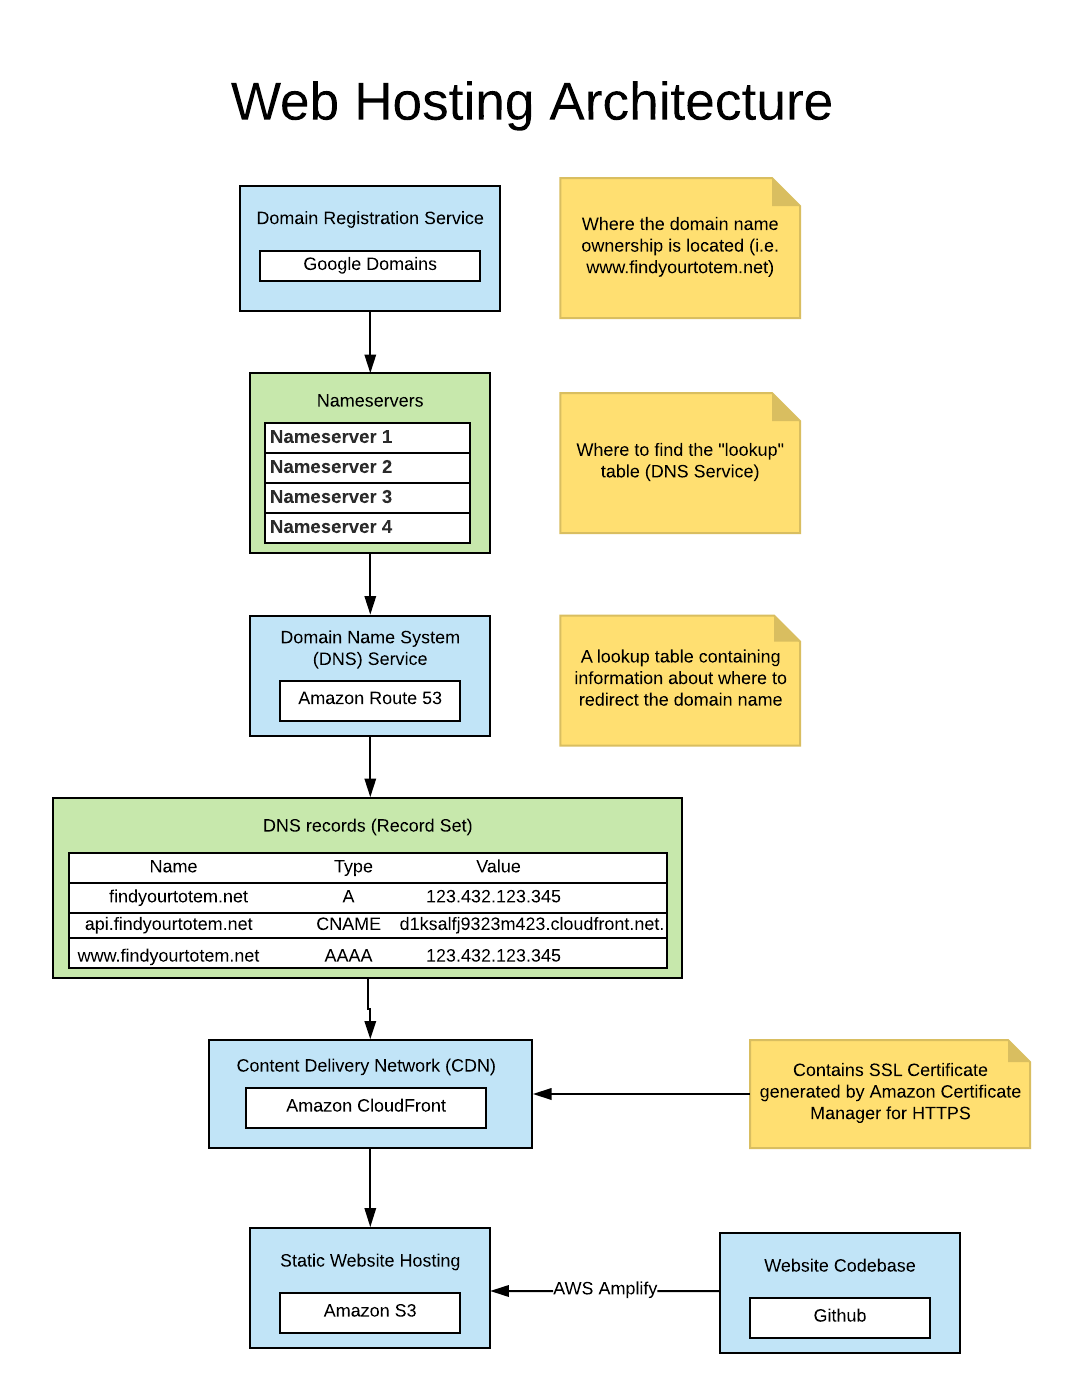 Web Hosting Architecture
Domain Registration Service
Google Domains
Where the domain name
ownership is located (i.e.
www.findyourtotem.net)
Nameservers
Nameserver 1
Nameserver 2
Nameserver 3
Nameserver 4
Where to find the "lookup"
table (DNS Service)
Domain Name System
(DNS) Service
Amazon Route 53
A lookup table containing
information about where to
redirect the domain name
DNS records (Record Set)
Name Type Value
findyourtotem.net A 123.432.123.345
api.findyourtotem.net CNAME d1ksalfj9323m423.cloudfront.net.
www.findyourtotem.net AAAA 123.432.123.345
Content Delivery Network (CDN)
Amazon CloudFront
Contains SSL Certificate
generated by Amazon Certificate
Manager for HTTPS
Static Website Hosting
Amazon S3
AWS Amplify
Website Codebase
Github